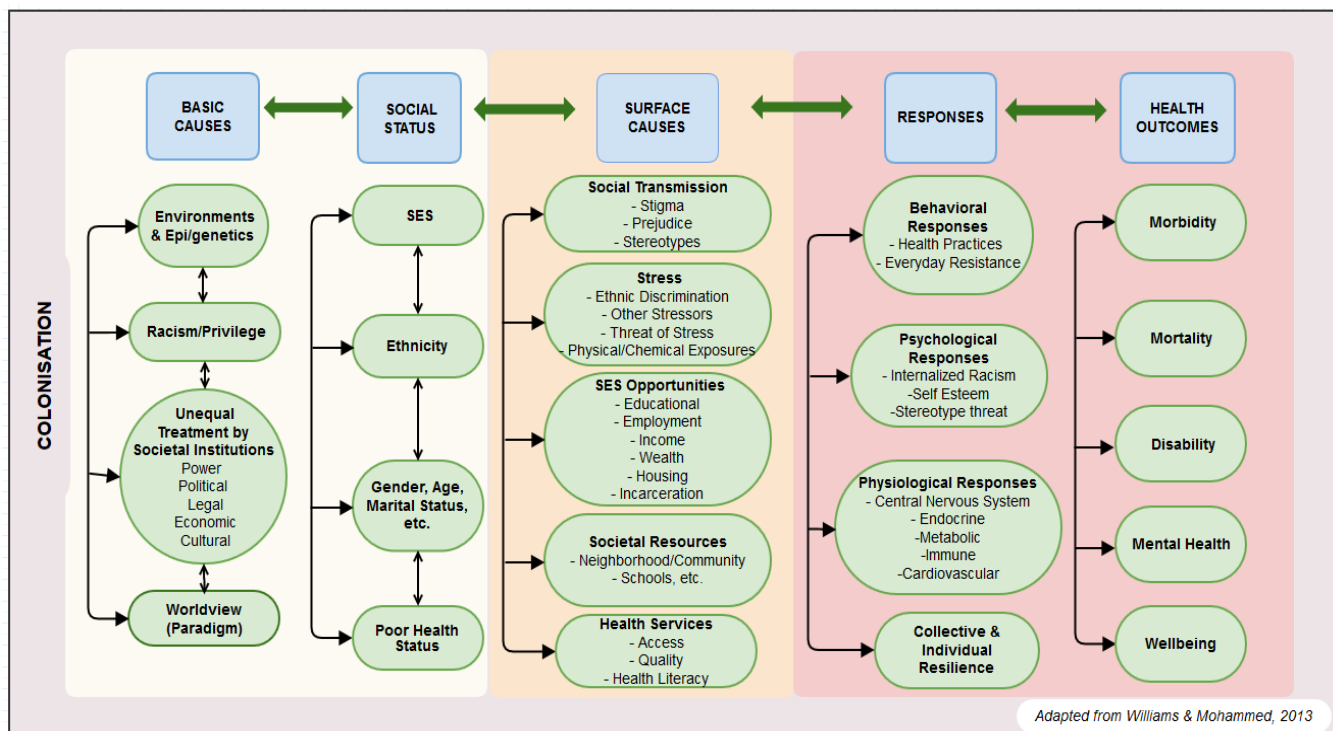 COLONISATION
BASIC
CAUSES
SOCIAL
STATUS
SURFACE
CAUSES
RESPONSES
HEALTH
OUTCOMES
Environments
& Epi/genetics
Racism/Privilege
Unequal
Treatment by
Societal Institutions
Power
Political
Legal
Economic
Cultural
Worldview
(Paradigm)
SES
Ethnicity
Gender, Age,
Marital Status,
etc.
Poor Health
Status
Social Transmission
- Stigma
- Prejudice
- Stereotypes
Stress
- Ethnic Discrimination
- Other Stressors
- Threat of Stress
- Physical/Chemical Exposures
SES Opportunities
- Educational
- Employment
- Income
- Wealth
- Housing
- Incarceration
Societal Resources
- Neighborhood/Community
- Schools, etc.
Health Services
- Access
- Quality
- Health Literacy
Behavioral
Responses
- Health Practices
- Everyday Resistance
Psychological
Responses
- Internalized Racism
-Self Esteem
-Stereotype threat
Physiological Responses
- Central Nervous System
- Endocrine
-Metabolic
- Immune
-Cardiovascular
Collective &
Individual
Resilience
Morbidity
Mortality
Disability
Mental Health
Wellbeing
Adapted from Williams & Mohammed, 2013